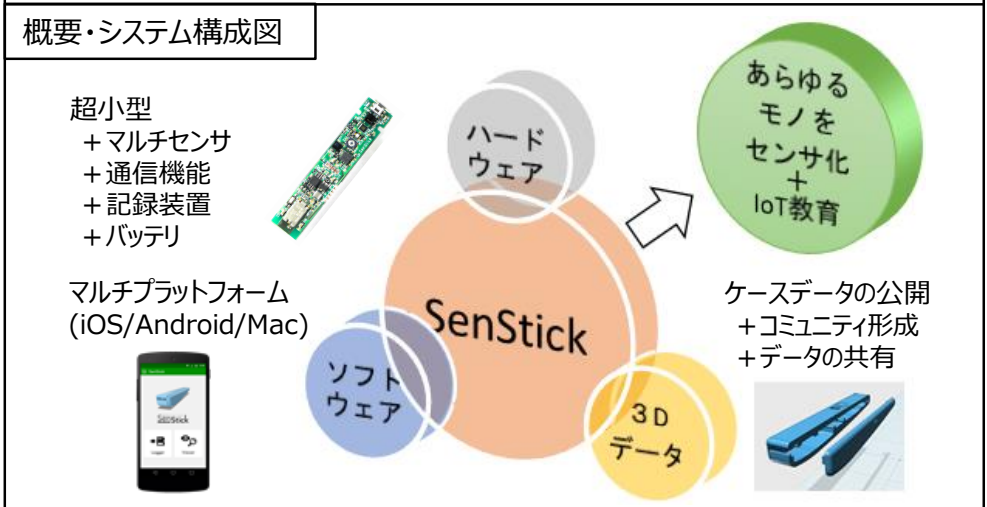 概要・システム構成図
超小型
＋マルチセンサ
＋通信機能
＋記録装置
＋バッテリ
ハード
ウェア
あらゆる
モノを
センサ化
＋
IoT教育
マルチプラットフォーム
(iOS/Android/Mac)
SenStick
ケースデータの公開
＋コミュニティ形成
＋データの共有
ソフト
ウェア
３Ｄ
データ
SenStick
Logger